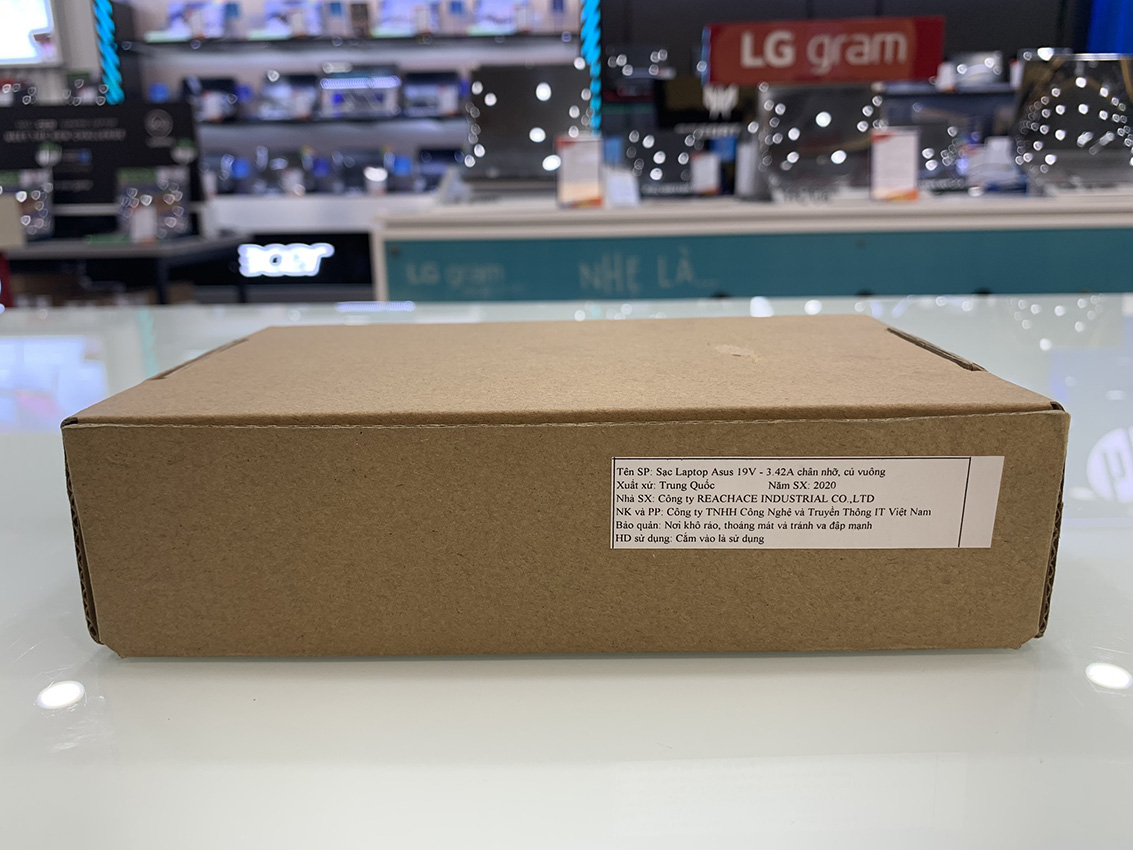 LG gram
acer
LG gram
NHẸ LÀ...
hp
Tên SP: Sạc Laptop Asus 19V - 3.42A chân nhỡ, củ vuông
Xuất xứ: Trung Quốc Năm SX: 2020
Nhà SX: Công ty REACHACE INDUSTRIAL CO.,LTD
NK và PP: Công ty TNHH Công Nghệ và Truyền Thông IT Việt Nam
Bảo quản: Nơi khô ráo, thoáng mát và tránh va đập mạnh
HD sử dụng: Cắm vào là sử dụng